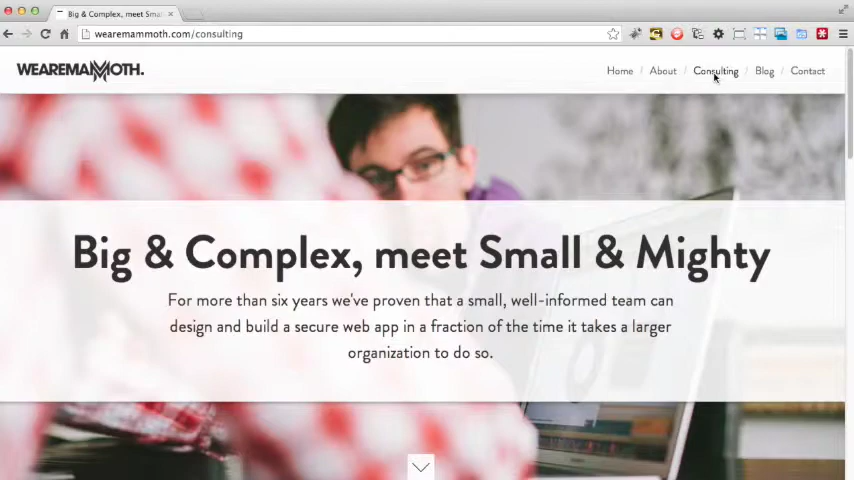 Big & Complex, meet Sma
wearemammoth.com/consulting
WEAREMAMMOTH.
Home / About / Consulting / Blog / Contact
Big & Complex, meet Small & Mighty
For more than six years we've proven that a small, well-informed team can
design and build a secure web app in a fraction of the time it takes a larger
organization to do so.